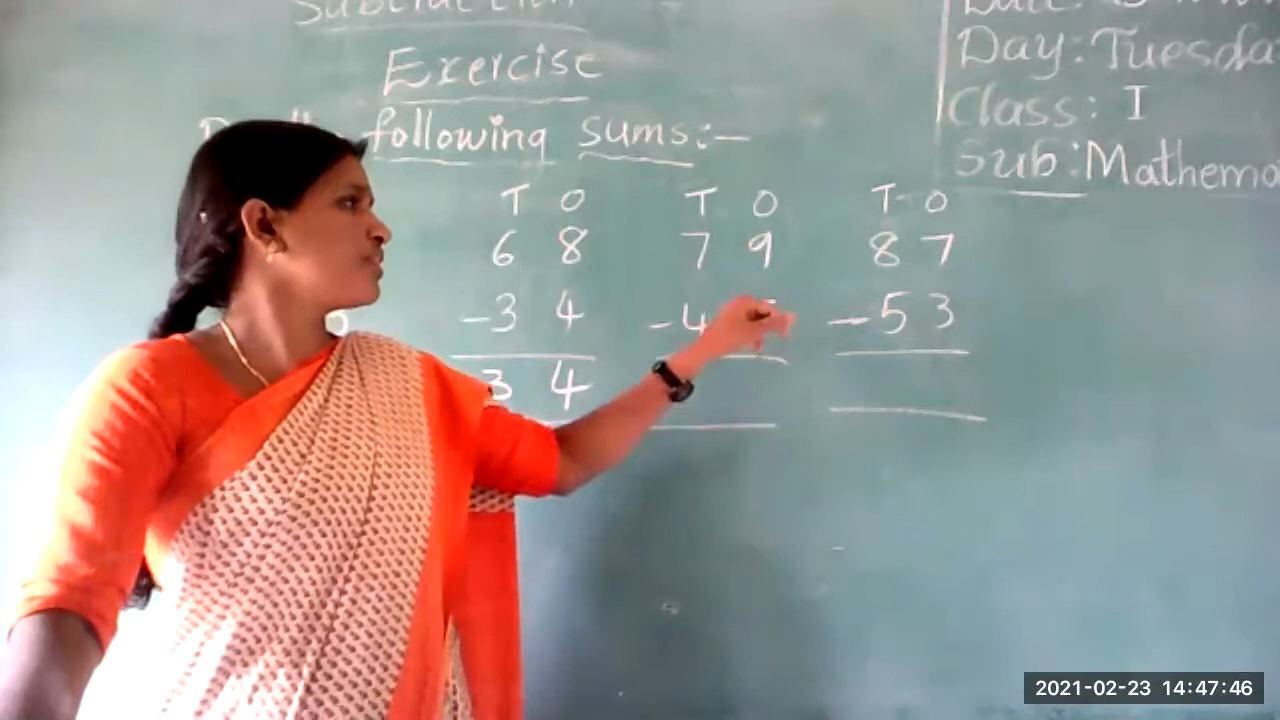 Subtraction
Exercise
following sums:-
T O T O T O
6 8 7 9 8 7
-3 4 -4 -5 3
3 4
Day: Tuesda
Class: I
Sub: Mathema
2021-02-23 14:47:46